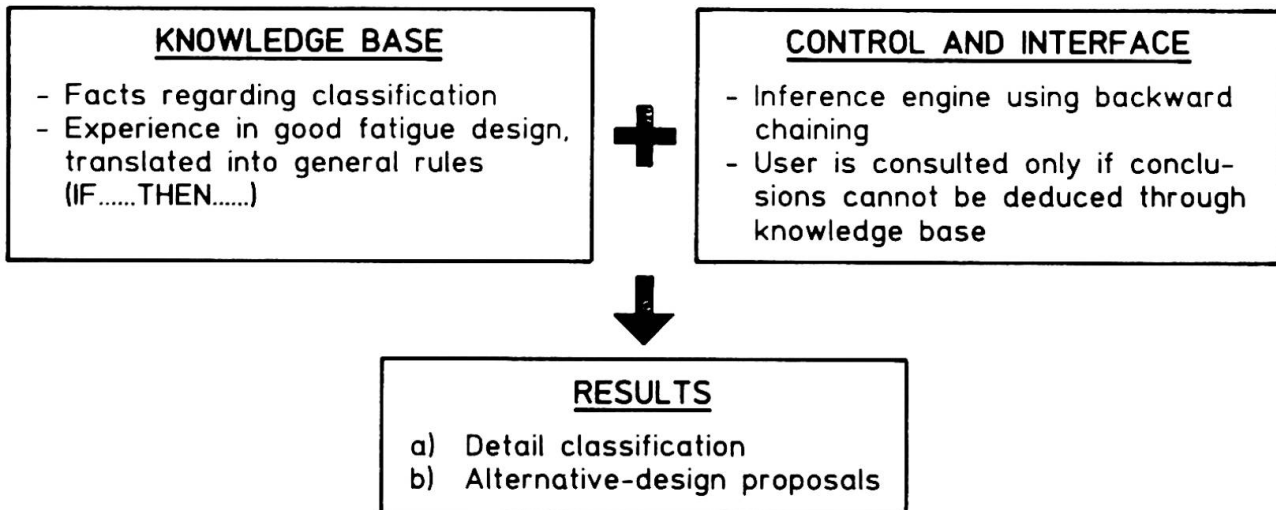 KNOWLEDGE BASE
- Facts regarding classification
- Experience in good fatigue design,
translated into general rules
(IF......THEN......)
CONTROL AND INTERFACE
- Inference engine using backward
chaining
- User is consulted only if conclu-
sions cannot be deduced through
knowledge base
RESULTS
a) Detail classification
b) Alternative-design proposals